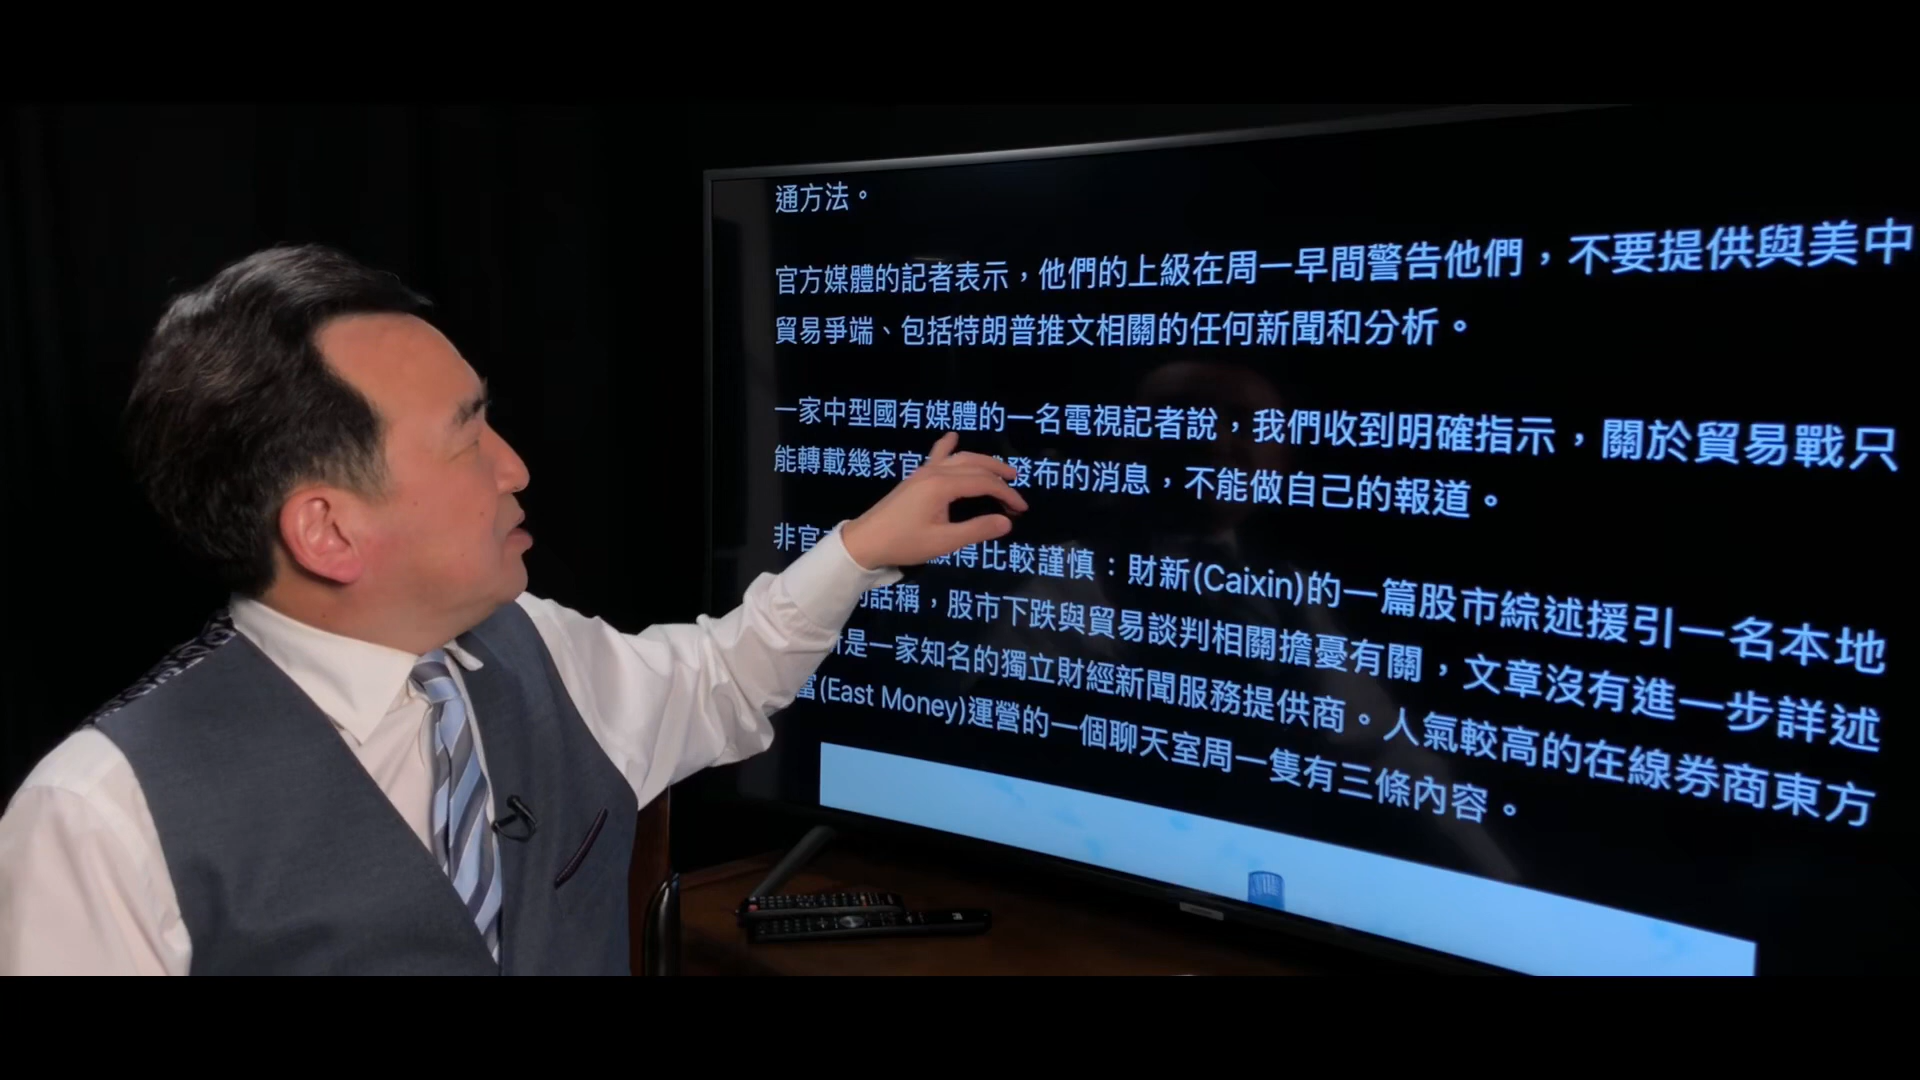 通方法。
官方媒體的記者表示，他們的上級在周一早間警告他們，不要提供與美中
貿易爭端、包括特朗普推文相關的任何新聞和分析。
一家中型國有媒體的一名電視記者說，我們收到明確指示，關於貿易戰只
能轉載幾家官 發布的消息，不能做自己的報道。
非官 顯得比較謹慎：財新(Caixin)的一篇股市綜述援引一名本地
的話稱，股市下跌與貿易談判相關擔憂有關，文章沒有進一步詳述
是一家知名的獨立財經新聞服務提供商。人氣較高的在線券商東方
富(East Money)運營的一個聊天室周一隻有三條內容。